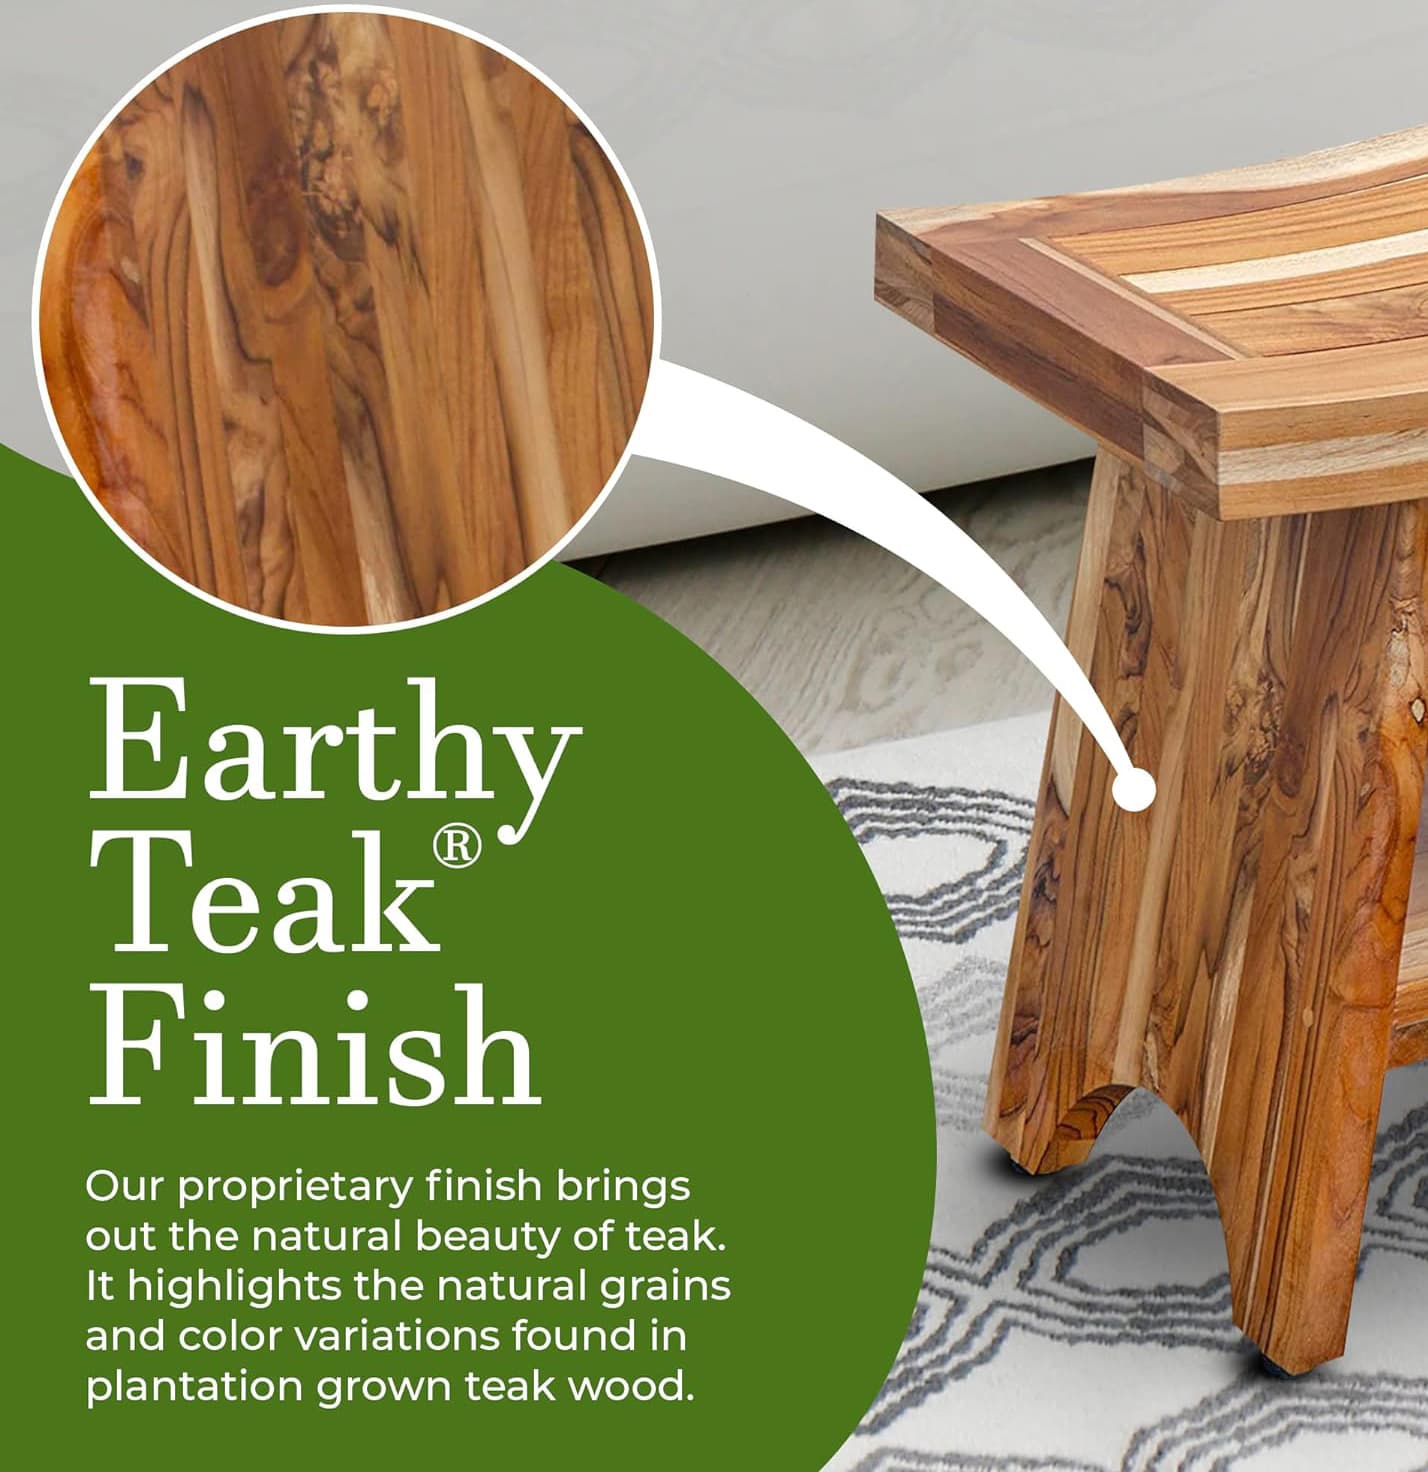 Earthy
Teak®
Finish
Our proprietary finish brings
out the natural beauty of teak.
It highlights the natural grains
and color variations found in
plantation grown teak wood.